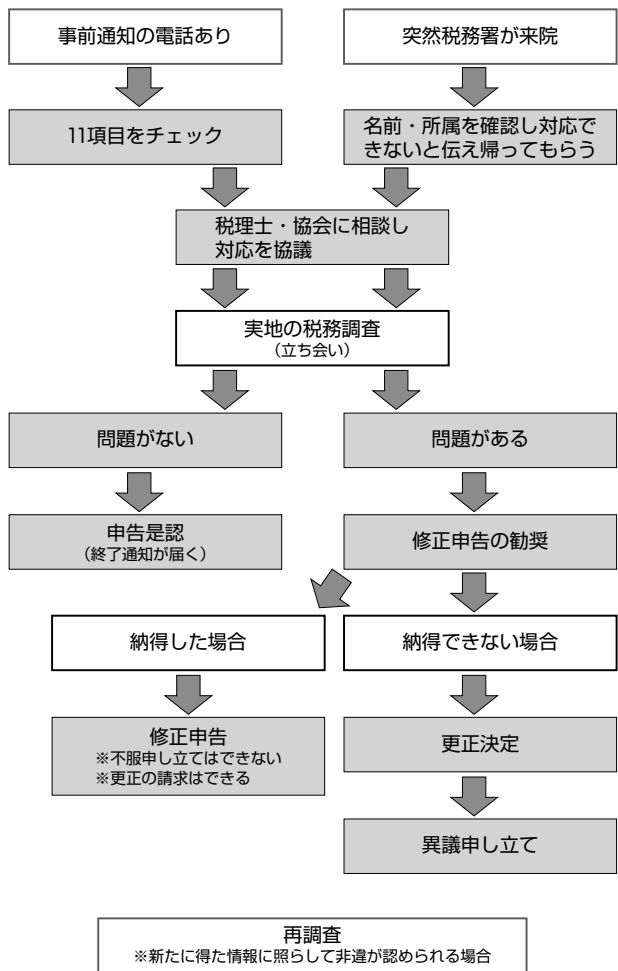 事前通知の電話あり
突然税務署が来院
11項目をチェック
名前・所属を確認し対応で
きないと伝え帰ってもらう
税理士・協会に相談し
対応を協議
実地の税務調査
（立ち会い）
問題がない
問題がある
申告是認
（終了通知が届く）
修正申告の勧奨
納得した場合
納得できない場合
修正申告
※不服申し立てはできない
※更正の請求はできる
更正決定
異議申し立て
再調査
※新たに得た情報に照らして非違が認められる場合